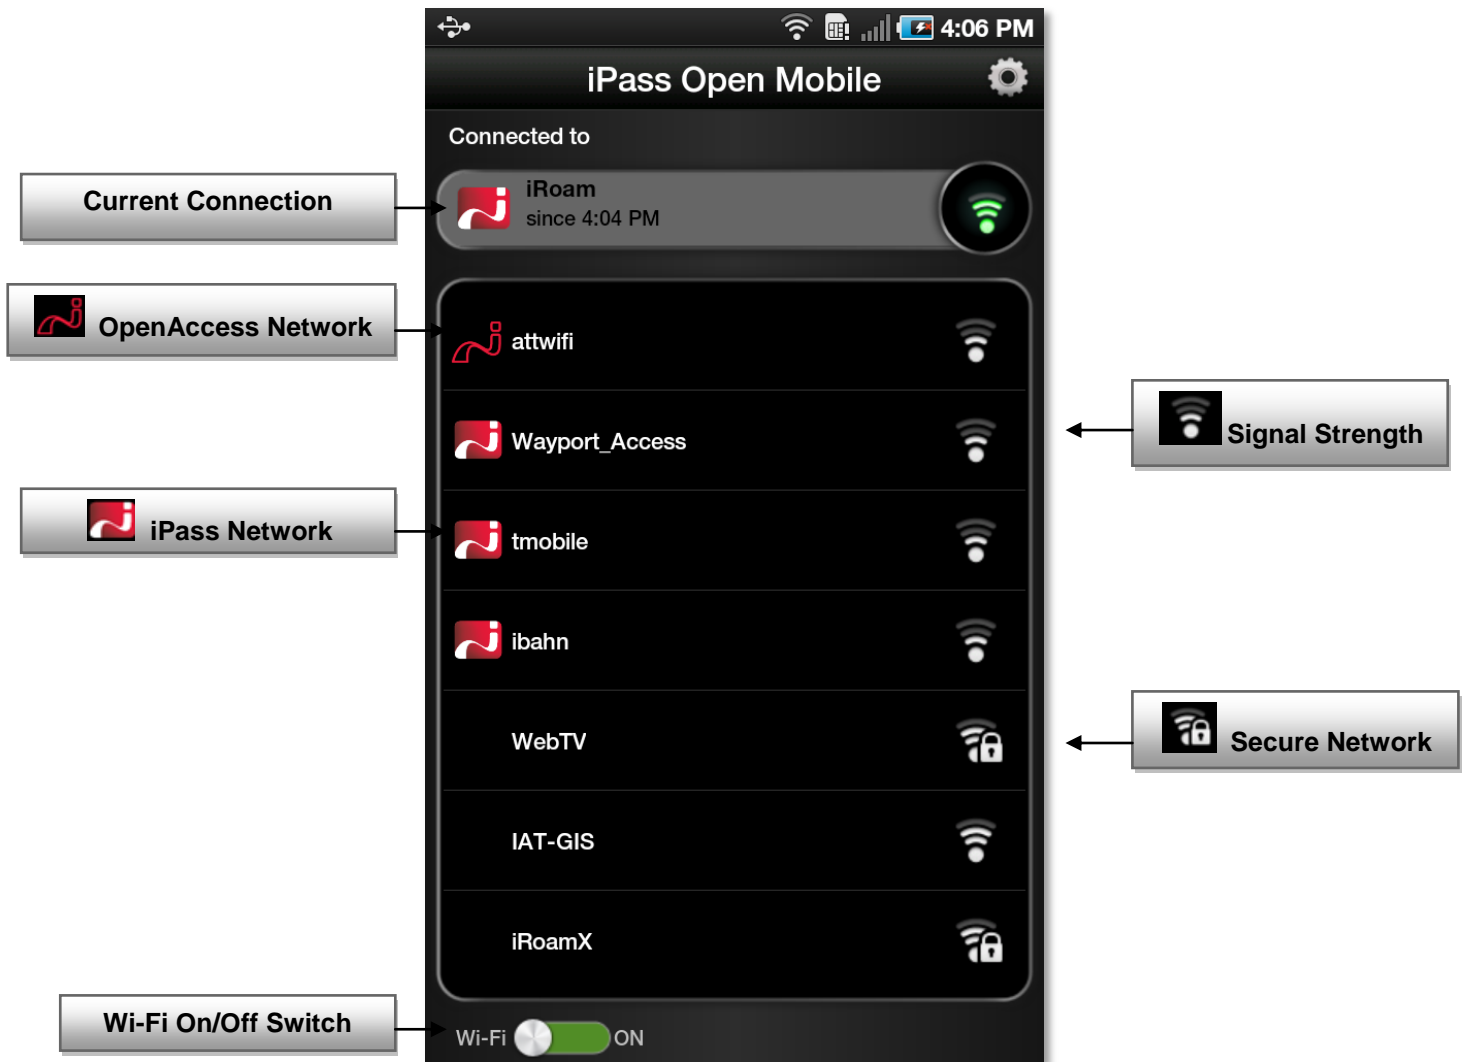 4:06 PM
iPass Open Mobile
Connected to
Current Connection
iRoam
since 4:04 PM
OpenAccess Network
attwifi
Signal Strength
Wayport_Access
iPass Network
tmobile
ibahn
Secure Network
WebTV
IAT-GIS
iRoamX
Wi-Fi On/Off Switch
Wi-Fi ON